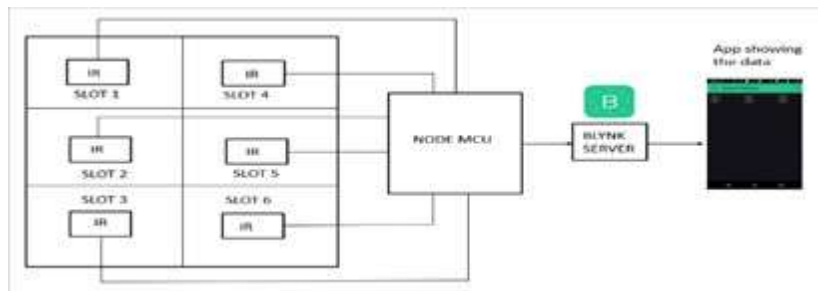 IR
SLOT 1
IR
SLOT 4
IR
SLOT 2
IR
SLOT 5
SLOT 3
IR
SLOT 6
IR
NODE MCU
B
BLYNK
SERVER
App showing
the data